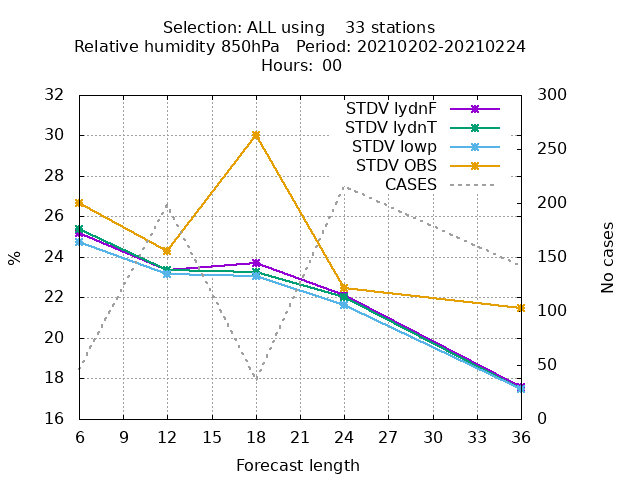 Selection: ALL using 33 stations
Relative humidity 850hPa Period: 20210202-20210224
Hours: 00
32
30
28
26
24
22
20
18
16
%
300
250
200
150
100
50
0
No cases
STDV IydnF
STDV IydnT
STDV lowp
STDV OBS
CASES
6 9 12 15 18 21 24 27 30 33 36
Forecast length